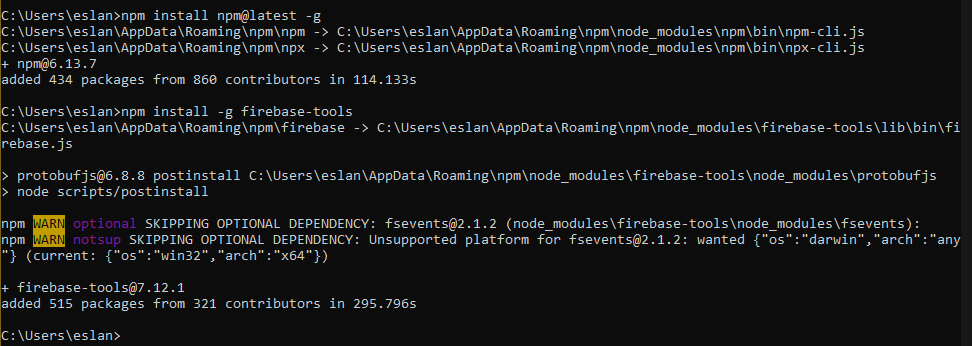 C:\Users\eslan>npm install npm@latest -g
C:\Users\eslan\AppData\Roaming\npm\npm -> C:\Users\eslan\AppData\Roaming\npm\node_modules\npm\bin\npm-cli.js
C:\Users\eslan\AppData\Roaming\npm\npx -> C:\Users\eslan\AppData\Roaming\npm\node_modules\npm\bin\npx-cli.js
+ npm@6.13.7
added 434 packages from 860 contributors in 114.133s
C:\Users\eslan>npm install -g firebase-tools
C:\Users\eslan\AppData\Roaming\npm\firebase -> C:\Users\eslan\AppData\Roaming\npm\node_modules\firebase-tools\lib\bin\fi
rebase.js
> protobufjs@6.8.8 postinstall C:\Users\eslan\AppData\Roaming\npm\node_modules\firebase-tools\node_modules\protobufjs
> node scripts/postinstall
npm WARN optional SKIPPING OPTIONAL DEPENDENCY: fsevents@2.1.2 (node_modules\firebase-tools\node_modules\fsevents):
npm WARN notsup SKIPPING OPTIONAL DEPENDENCY: Unsupported platform for fsevents@2.1.2: wanted {"os":"darwin","arch":"any
"} (current: {"os":"win32","arch":"x64"})
+ firebase-tools@7.12.1
added 515 packages from 321 contributors in 295.796s
C:\Users\eslan>